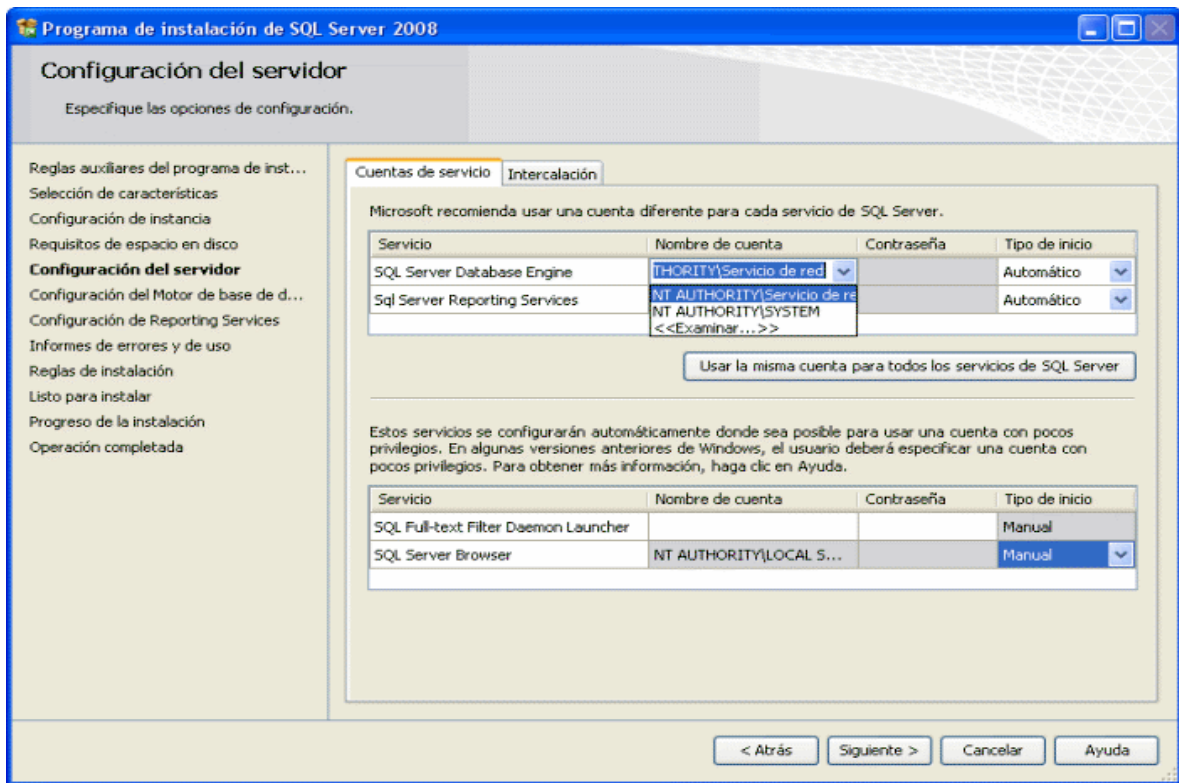 Programa de instalación de SQL Server 2008
Configuración del servidor
Especifique las opciones de configuración.
Reglas auxiliares del programa de inst...
Selección de características
Configuración de instancia
Requisitos de espacio en disco
Configuración del servidor
Configuración del Motor de base de d...
Configuración de Reporting Services
Informes de errores y de uso
Reglas de instalación
Listo para instalar
Progreso de la instalación
Operación completada
Cuentas de servicio Intercalación
Microsoft recomienda usar una cuenta diferente para cada servicio de SQL Server.
Servicio Nombre de cuenta Contraseña Tipo de inicio
SQL Server Database Engine THORITY\Servicio de red Automático
Sql Server Reporting Services NT AUTHORITY\Servicio de re Automático
NT AUTHORITY\SYSTEM
<<Examinar...>>
Usar la misma cuenta para todos los servicios de SQL Server
Estos servicios se configurarán automáticamente donde sea posible para usar una cuenta con pocos
privilegios. En algunas versiones anteriores de Windows, el usuario deberá especificar una cuenta con
pocos privilegios. Para obtener más información, haga clic en Ayuda.
Servicio Nombre de cuenta Contraseña Tipo de inicio
SQL Full-text Filter Daemon Launcher Manual
SQL Server Browser NT AUTHORITY\LOCAL S... Manual
< Atrás Siguiente > Cancelar Ayuda